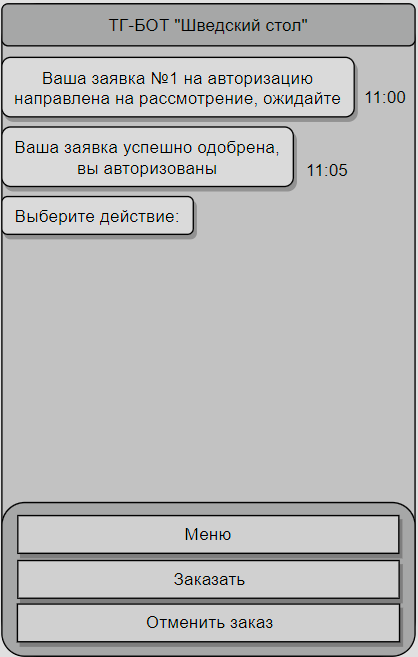 ТГ-БОТ "Шведский стол"
Ваша заявка №1 на авторизацию
направлена на рассмотрение, ожидайте
11:00
Ваша заявка успешно одобрена,
вы авторизованы
11:05
Выберите действие:
Меню
Заказать
Отменить заказ